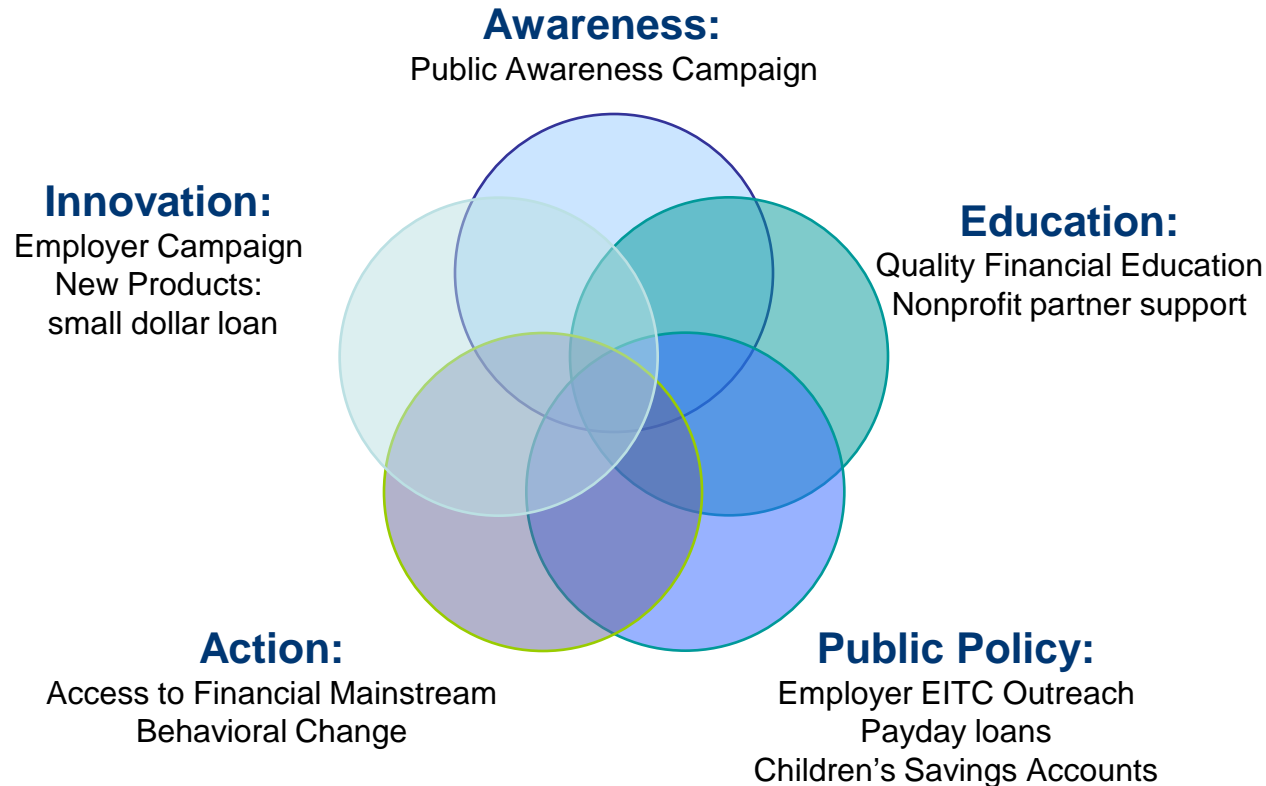 Awareness:
Public Awareness Campaign
Innovation:
Employer Campaign
New Products:
small dollar loan
Education:
Quality Financial Education
Nonprofit partner support
Action:
Access to Financial Mainstream
Behavioral Change
Public Policy:
Employer EITC Outreach
Payday loans
Children's Savings Accounts